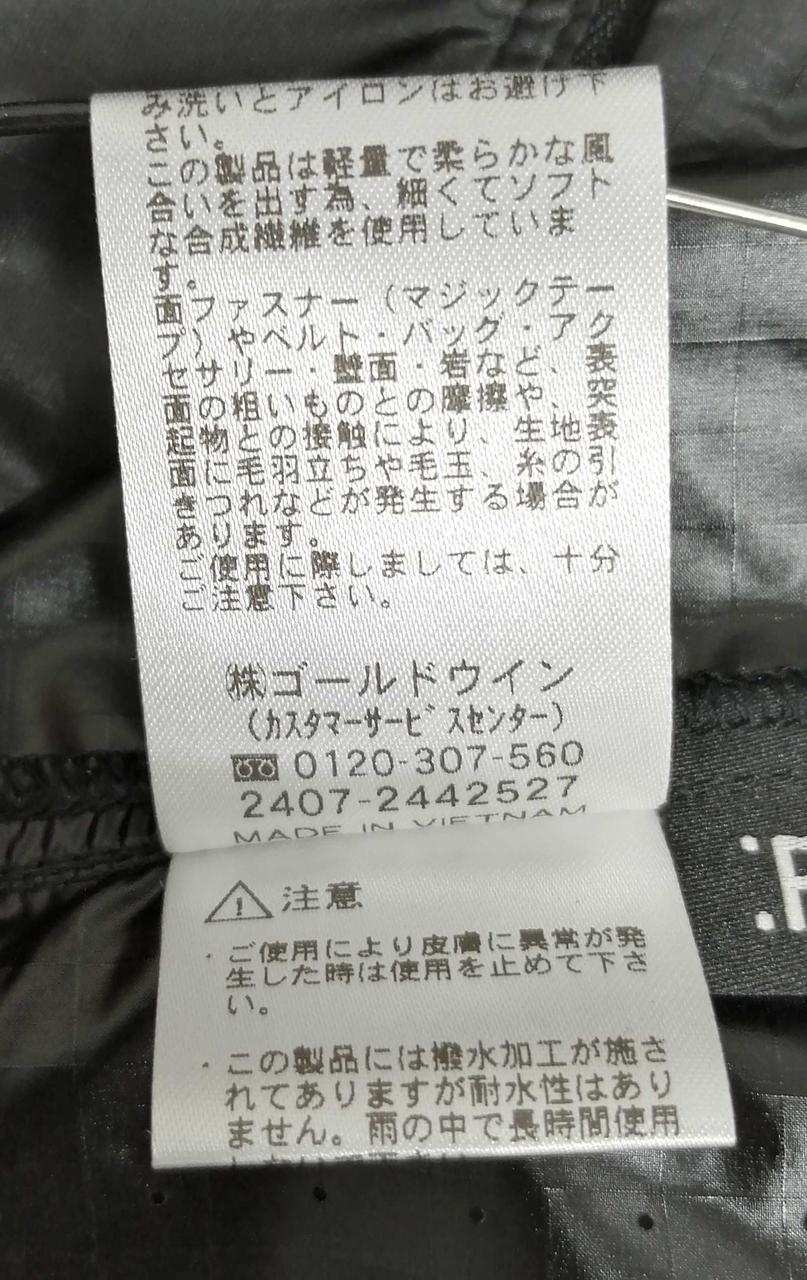 み洗いとアイロンはお避け下
さい。
この製品は軽量で柔らかな風
合いを出す為、細くてソフト
な合成繊維を使用していま
す。
面ファスナー（マジックテー
プ）やベルト・バッグ・アク
セサリー・壁面・岩など、表
面の粗いものとの摩擦や、突
起物との接触により、生地表
面に毛羽立ちや毛玉、糸の引
きつれなどが発生する場合が
あります。
ご使用に際しましては、十分
ご注意下さい。
㈱ゴールドウイン
（カスタマーサービスセンター）
0120-307-560
2407-2442527
MADE IN VIETNAM
⚠注意
・ご使用により皮膚に異常が発
生した時は使用を止めて下さ
い。
・この製品には撥水加工が施さ
れてありますが耐水性はあり
ません。雨の中で長時間使用